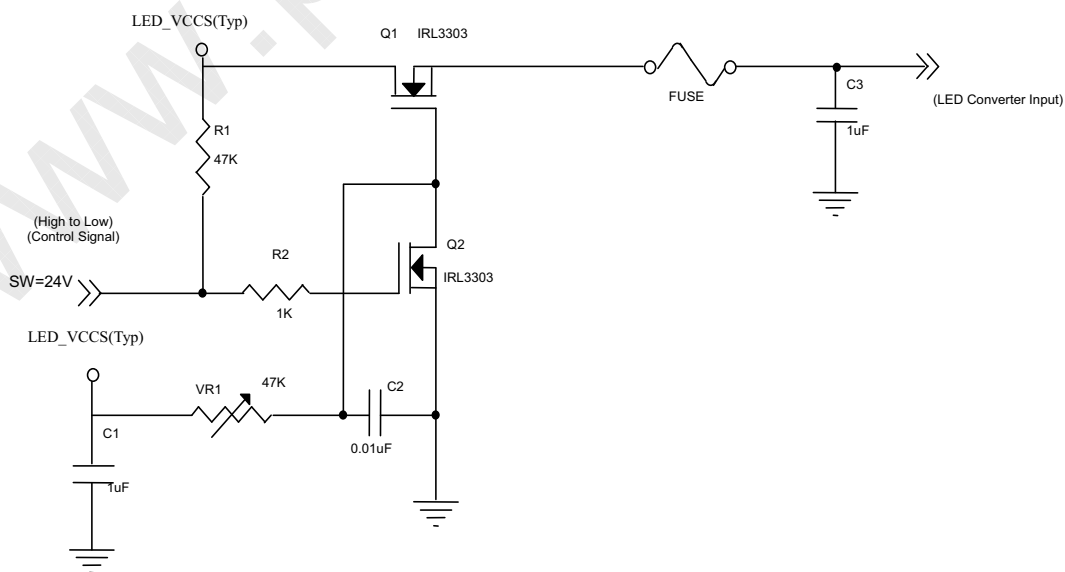 LED_VCCS(Typ)
Q1 IRL3303
FUSE
C3
1uF
(LED Converter Input)
R1
47K
(High to Low)
(Control Signal)
SW=24V
R2
1K
Q2
IRL3303
LED_VCCS(Typ)
VR1
47K
C2
0.01uF
C1
1uF
www.p